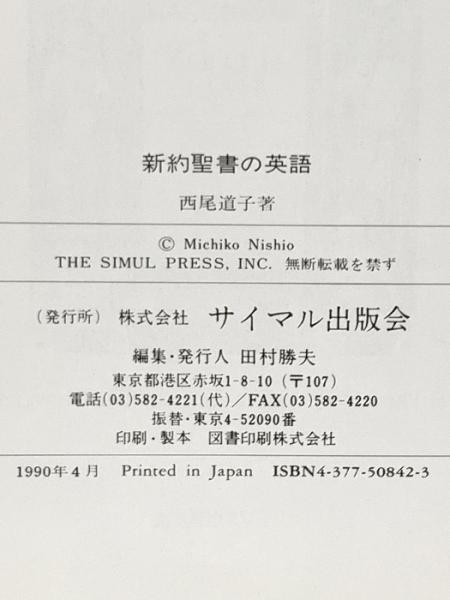 新約聖書の英語
西尾道子著
© Michiko Nishio
THE SIMUL PRESS, INC. 無断転載を禁ず
(発行所) 株式会社 サイマル出版会
編集・発行人 田村勝夫
東京都港区赤坂1-8-10(〒107)
電話(03)582-4221(代)/FAX(03)582-4220
振替・東京4-52090番
印刷・製本 図書印刷株式会社
1990年4月 Printed in Japan ISBN4-377-50842-3